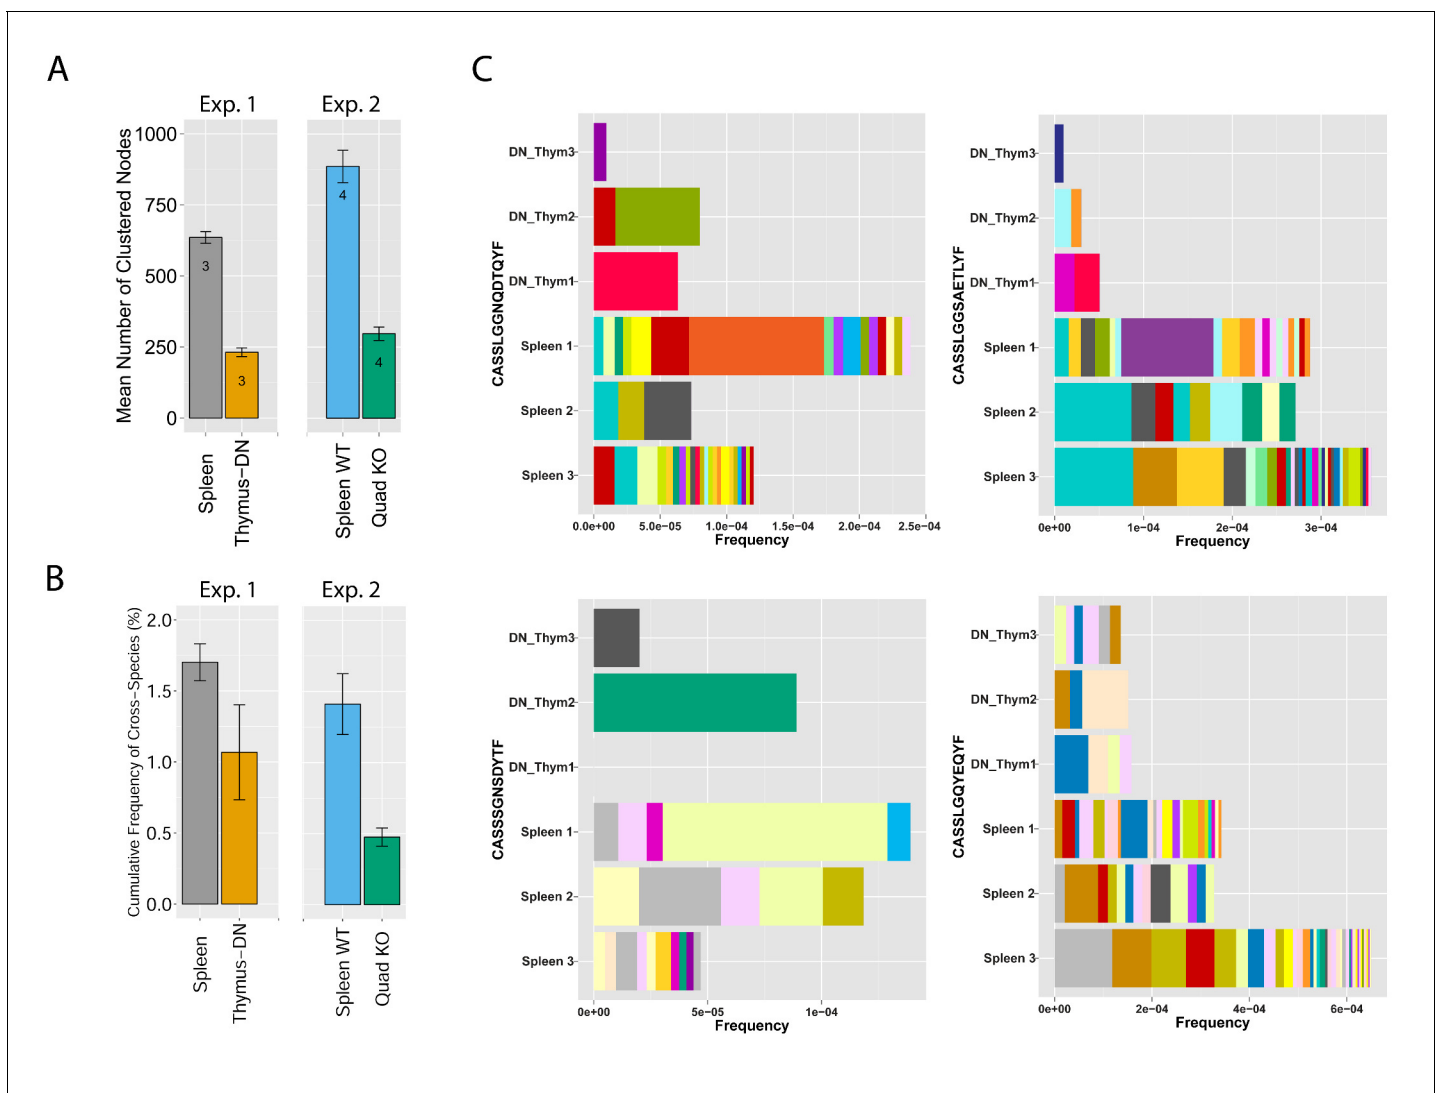 A
Exp. 1
Exp. 2
Mean Number of Clustered Nodes
1000
750
500
250
0
3
3
4
4
Spleen
Thymus-DN
Spleen WT
Quad KO
B
Exp. 1
Exp. 2
Cumulative Frequency of Cross-Species (%)
2.0
1.5
1.0
0.5
0.0
Spleen
Thymus-DN
Spleen WT
Quad KO
C
CASSLGGNQDTQYF
DN_Thym3
DN_Thym2
DN_Thym1
Spleen 1
Spleen 2
Spleen 3
0.0e+00 5.0e-05 1.0e-04 1.5e-04 2.0e-04 2.5e-04
Frequency
CASSLGGSAETLYF
DN_Thym3
DN_Thym2
DN_Thym1
Spleen 1
Spleen 2
Spleen 3
0e+00 1e-04 2e-04 3e-04
Frequency
CASSSGNSDYTF
DN_Thym3
DN_Thym2
DN_Thym1
Spleen 1
Spleen 2
Spleen 3
0e+00 5e-05 1e-04
Frequency
CASSLGQYEQYF
DN_Thym3
DN_Thym2
DN_Thym1
Spleen 1
Spleen 2
Spleen 3
0e+00 2e-04 4e-04 6e-04
Frequency